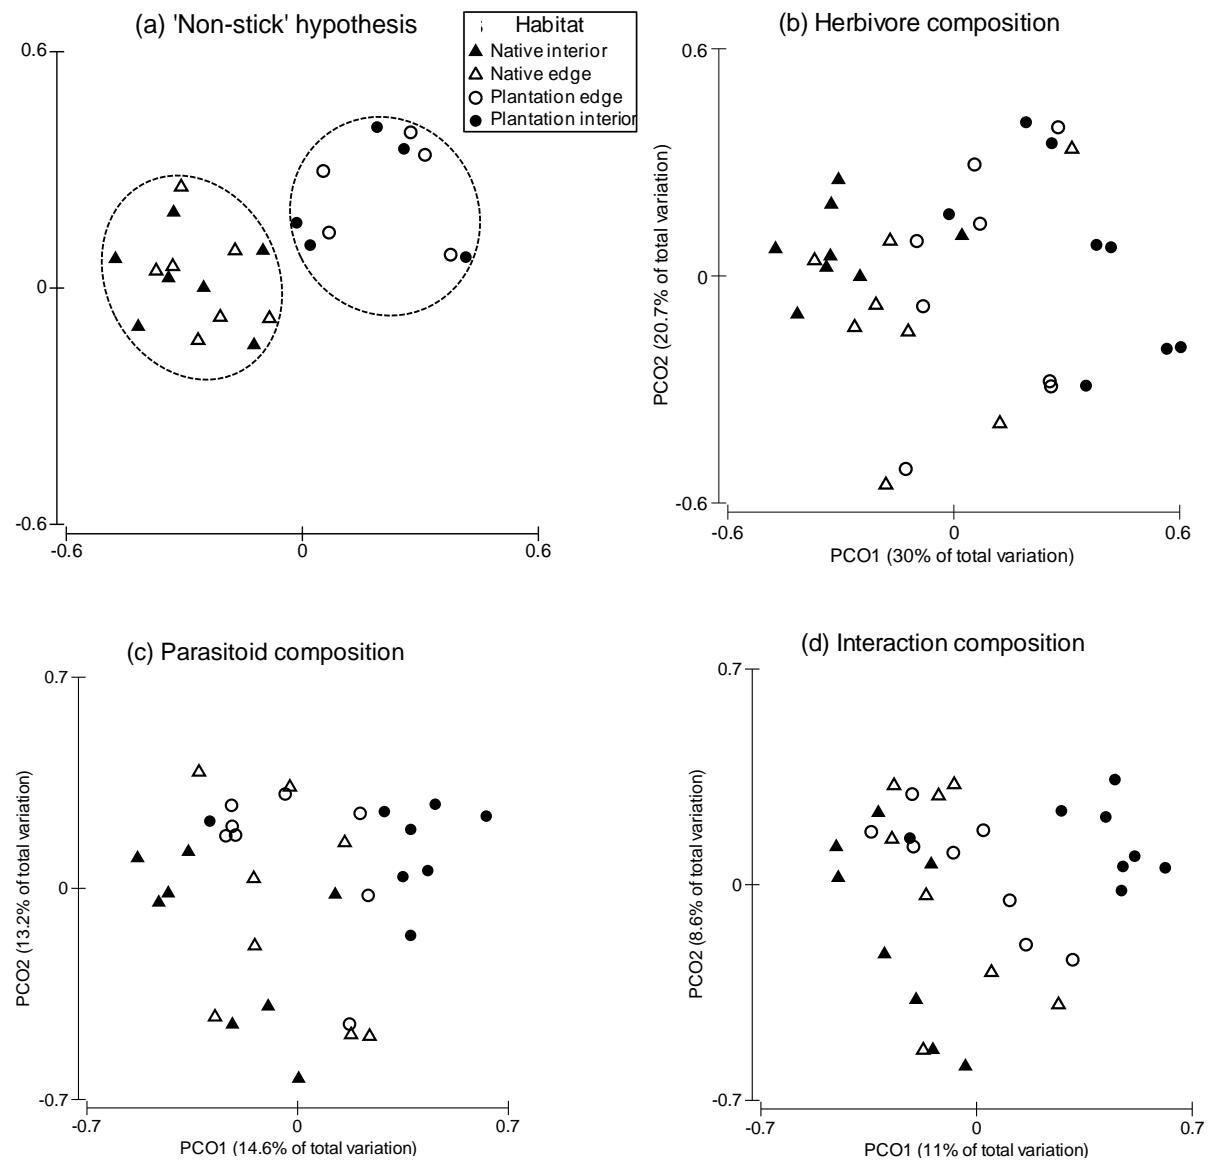 (a) 'Non-stick' hypothesis
Habitat
Native interior
Native edge
Plantation edge
Plantation interior
0.6
0
-0.6
-0.6
0
0.6
(b) Herbivore composition
0.6
0
-0.6
PCO2 (20.7% of total variation)
-0.6
0
0.6
PCO1 (30% of total variation)
(c) Parasitoid composition
0.7
0
-0.7
PCO2 (13.2% of total variation)
-0.7
0
0.7
PCO1 (14.6% of total variation)
(d) Interaction composition
0.7
0
-0.7
PCO2 (8.6% of total variation)
-0.7
0
0.7
PCO1 (11% of total variation)